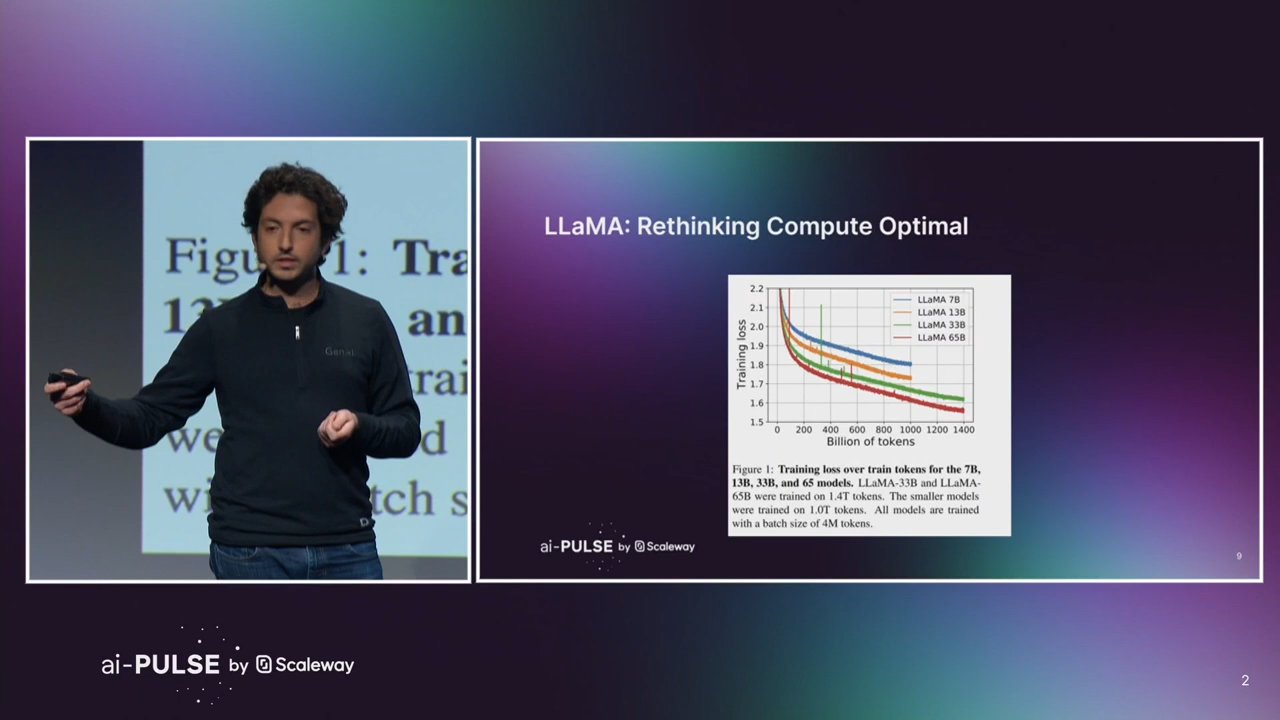 Figu 1: Tra
13 an
trai
we d
wi tch s
Genal
LLaMA: Rethinking Compute Optimal
2.2
2.1
2.0
1.9
1.8
1.7
1.6
1.5
Training loss
LLaMA 7B
LLaMA 13B
LLaMA 33B
LLaMA 65B
0 200 400 600 800 1000 1200 1400
Billion of tokens
Figure 1: Training loss over train tokens for the 7B,
13B, 33B, and 65 models. LLaMA-33B and LLaMA-
65B were trained on 1.4T tokens. The smaller models
were trained on 1.0T tokens. All models are trained
with a batch size of 4M tokens.
ai-PULSE by Scaleway
9
ai-PULSE by Scaleway
2